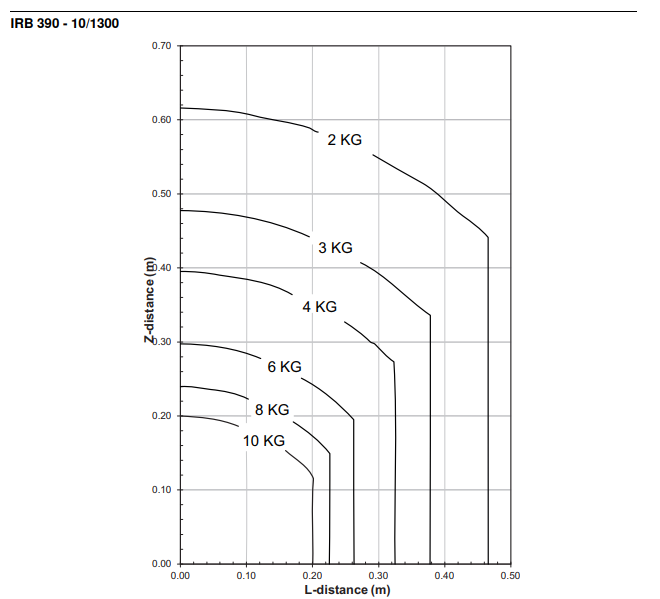 IRB 390 - 10/1300
0.70
0.60
2 KG
0.50
3 KG
0.40
Z-distance (m)
4 KG
0.30
6 KG
8 KG
0.20
10 KG
0.10
0.00
0.00 0.10 0.20 0.30 0.40 0.50
L-distance (m)